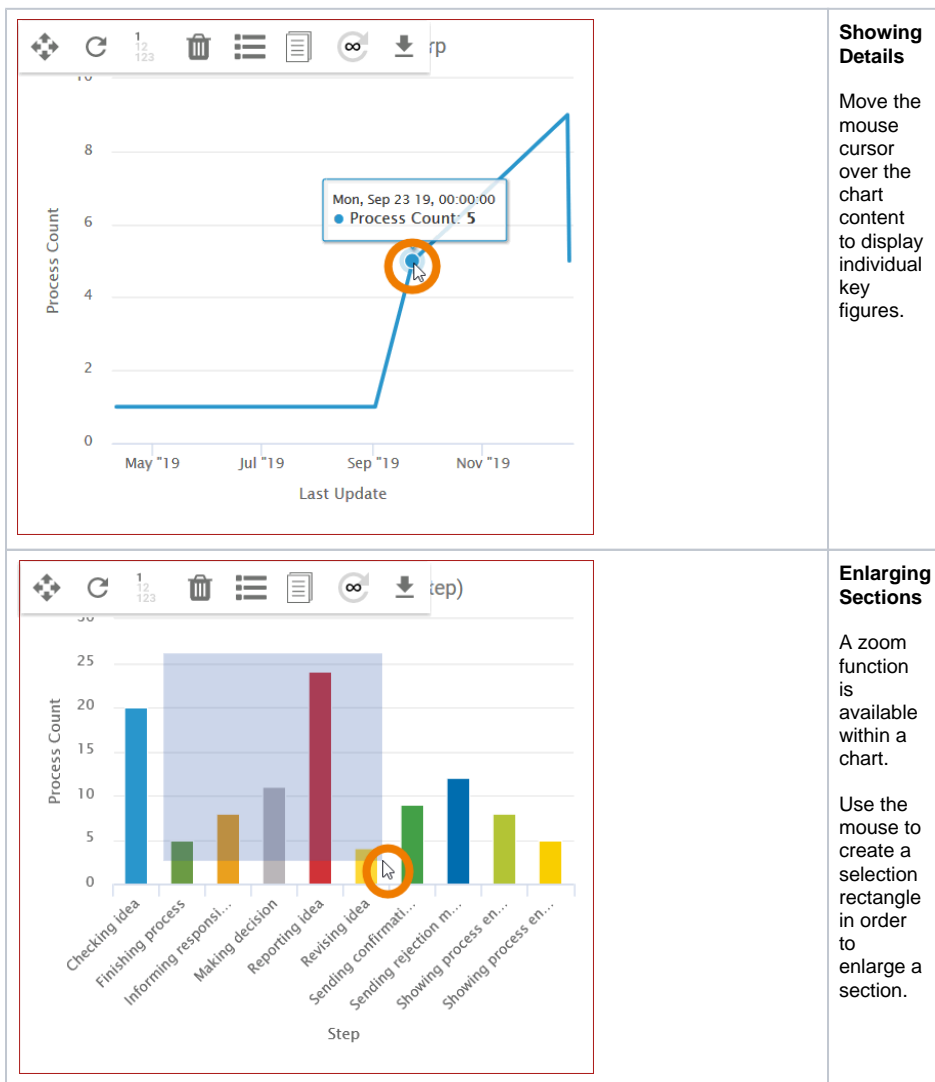 1
12
123
rp
10
8
6
4
2
0
Process Count
Mon, Sep 23 19, 00:00:00
Process Count: 5
May "19
Jul "19
Sep "19
Nov "19
Last Update
Showing
Details
Move the
mouse
cursor
over the
chart
content
to display
individual
key
figures.
1
12
123
tep)
30
25
20
15
10
5
0
Process Count
Checking idea
Finishing process
Informing responsi...
Making decision
Reporting idea
Revising idea
Sending confirmati...
Sending rejection m...
Showing process en...
Showing process en...
Step
Enlarging
Sections
A zoom
function
is
available
within a
chart.
Use the
mouse to
create a
selection
rectangle
in order
to
enlarge a
section.